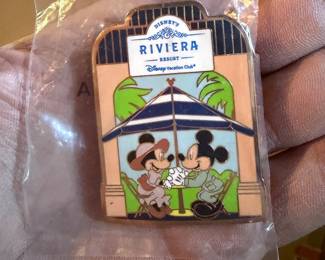 DISNEY'S
RIVIERA
RESORT
Disney Vacation Club®